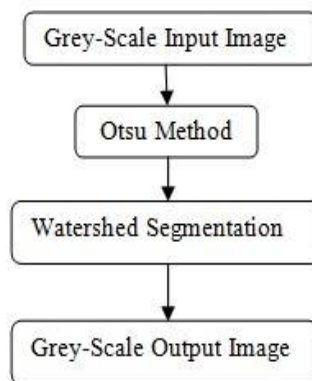 Grey-Scale Input Image
Otsu Method
Watershed Segmentation
Grey-Scale Output Image